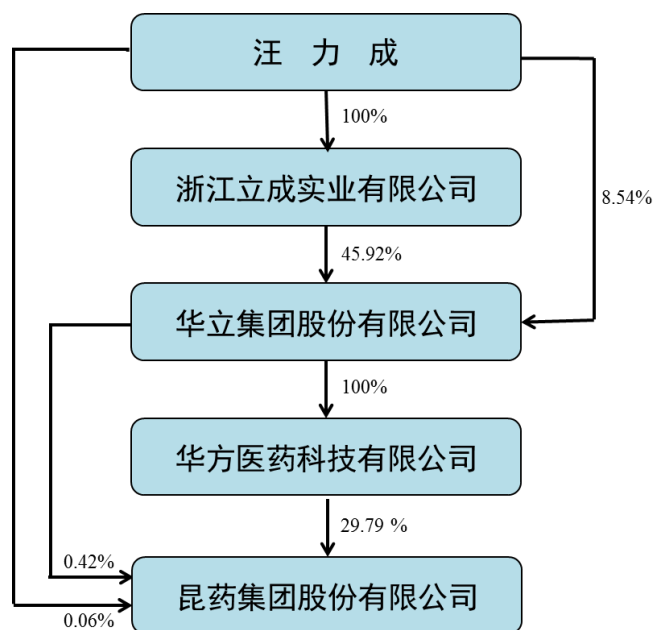 汪 力 成
100%
浙江立成实业有限公司
8.54%
45.92%
华立集团股份有限公司
100%
华方医药科技有限公司
29.79 %
0.42%
昆药集团股份有限公司
0.06%